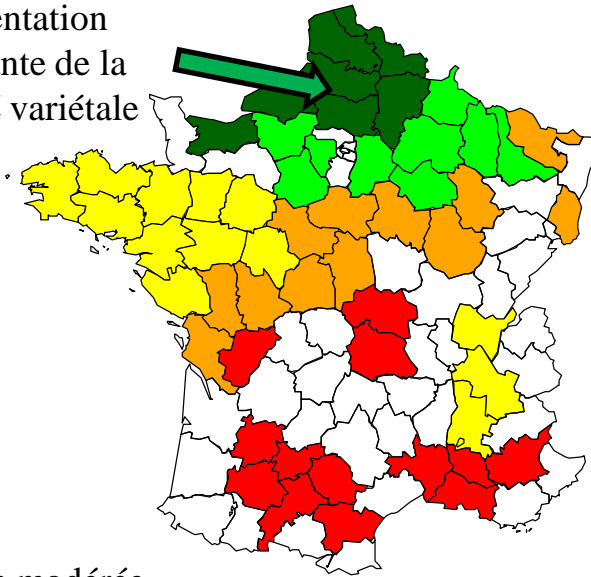 entation
nte de la
variétale
modérée